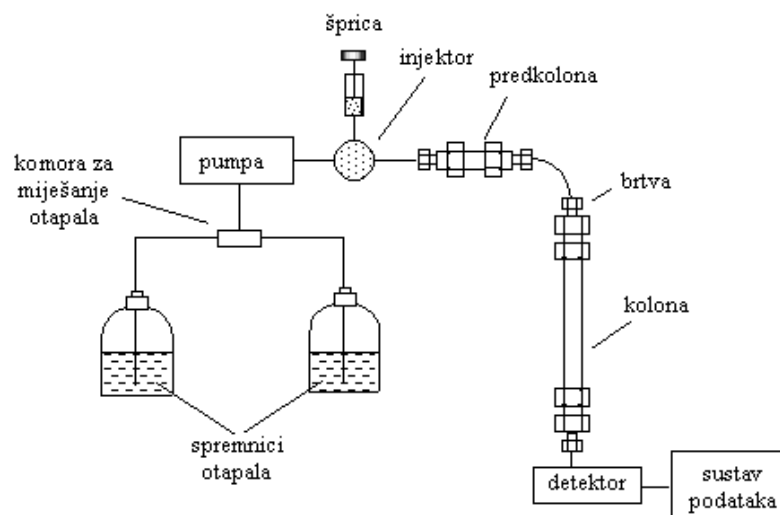 šprica
injektor
predkolona
pumpa
komora za
miješanje
otapala
brtva
kolona
spremnici
otapala
detektor
sustav
podataka